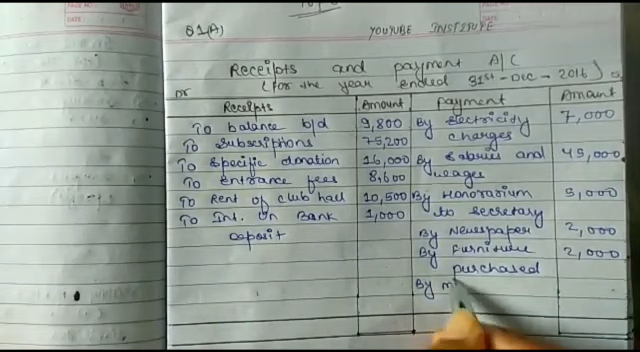 Q1(A) YOUTUBE INSTITUTE
Receipts and payment A/C
(for the year ended 31st-DEC-2016)
Dr
Receipts Amount payment Amount
To balance b/d 9,800 By Electricity 7,000
To Subscriptions 75,200 charges
To Specific donation 16,000 By Salaries and 45,000
To entrance fees 8,600 wages
To Rent of club hall 10,500 By Honorarium 5,000
To Int. on Bank 1,000 to secretary
Deposit By Newspaper 2,000
By Furniture 2,000
purchased
By m